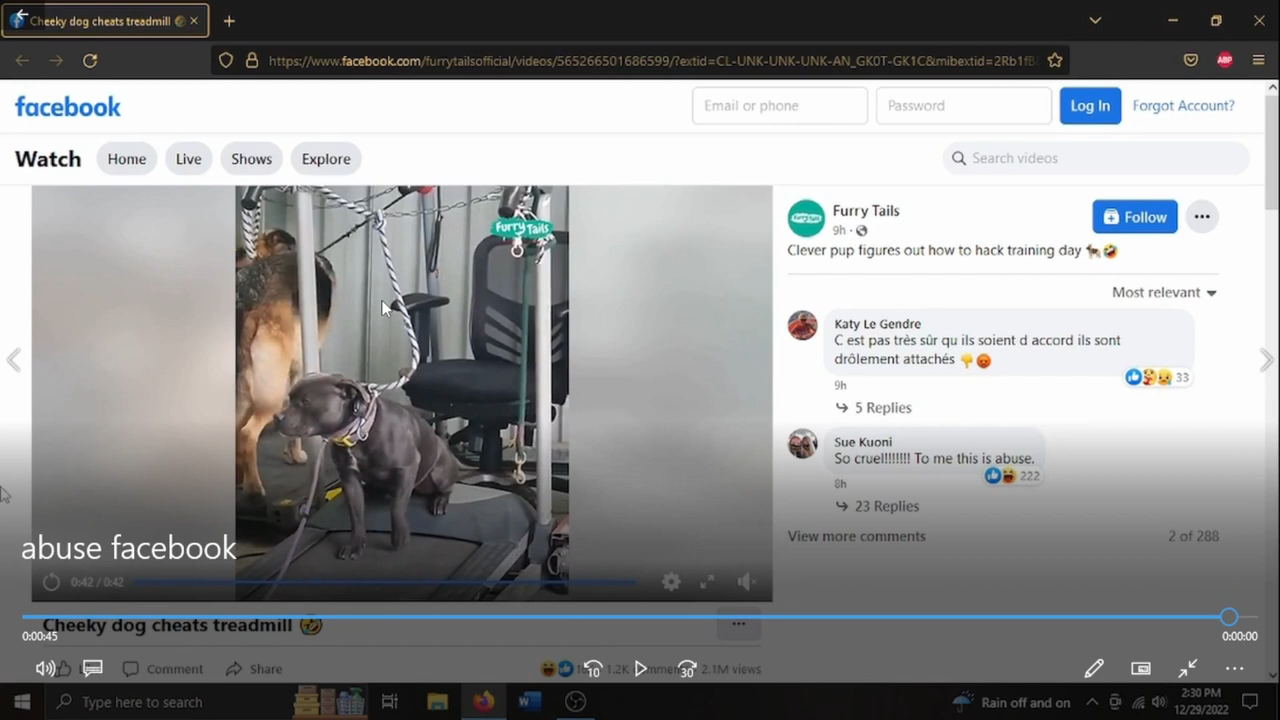 Cheeky dog cheats treadmill
https://www.facebook.com/furrytailsofficial/videos/565266501686599/?extid=CL-UNK-UNK-UNK-AN_GK0T-GK1C&mibextid=2Rb1fB
ABP
facebook
Email or phone
Password
Log In
Forgot Account?
Watch
Home
Live
Shows
Explore
Search videos
Furry Tails
Furry Tails
9h
Follow
Clever pup figures out how to hack training day 🐕‍🦺🤣
Most relevant
Katy Le Gendre
C est pas très sûr qu ils soient d accord ils sont
drôlement attachés 👇😡
33
9h
5 Replies
Sue Kuoni
So cruel!!!!!!! To me this is abuse.
222
8h
23 Replies
View more comments
2 of 288
abuse facebook
0:42 / 0:42
Cheeky dog cheats treadmill 🤣
0:00:45
0:00:00
Comment
Share
10
30
1.2K
2.1M views
Type here to search
Rain off and on
2:30 PM
12/29/2022